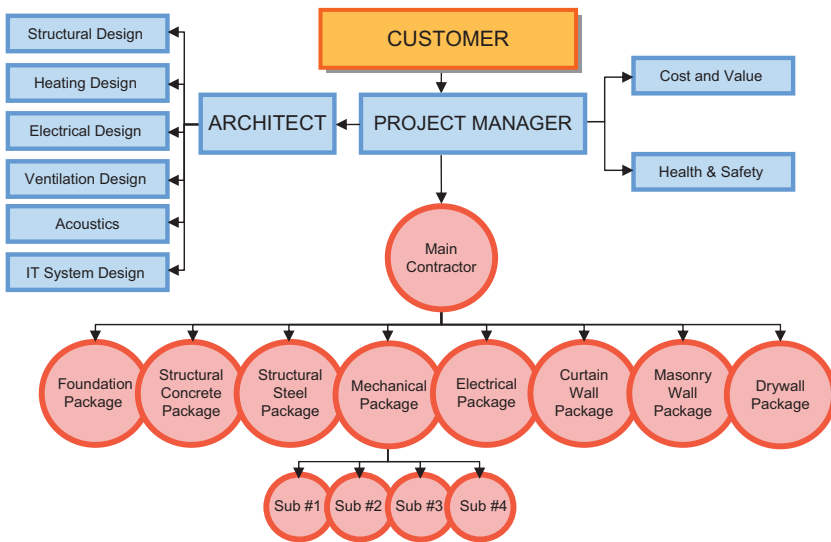 CUSTOMER
Structural Design
Heating Design
Electrical Design
Ventilation Design
Acoustics
IT System Design
ARCHITECT
PROJECT MANAGER
Cost and Value
Health & Safety
Main
Contractor
Foundation
Package
Structural
Concrete
Package
Structural
Steel
Package
Mechanical
Package
Electrical
Package
Curtain
Wall
Package
Masonry
Wall
Package
Drywall
Package
Sub #1
Sub #2
Sub #3
Sub #4